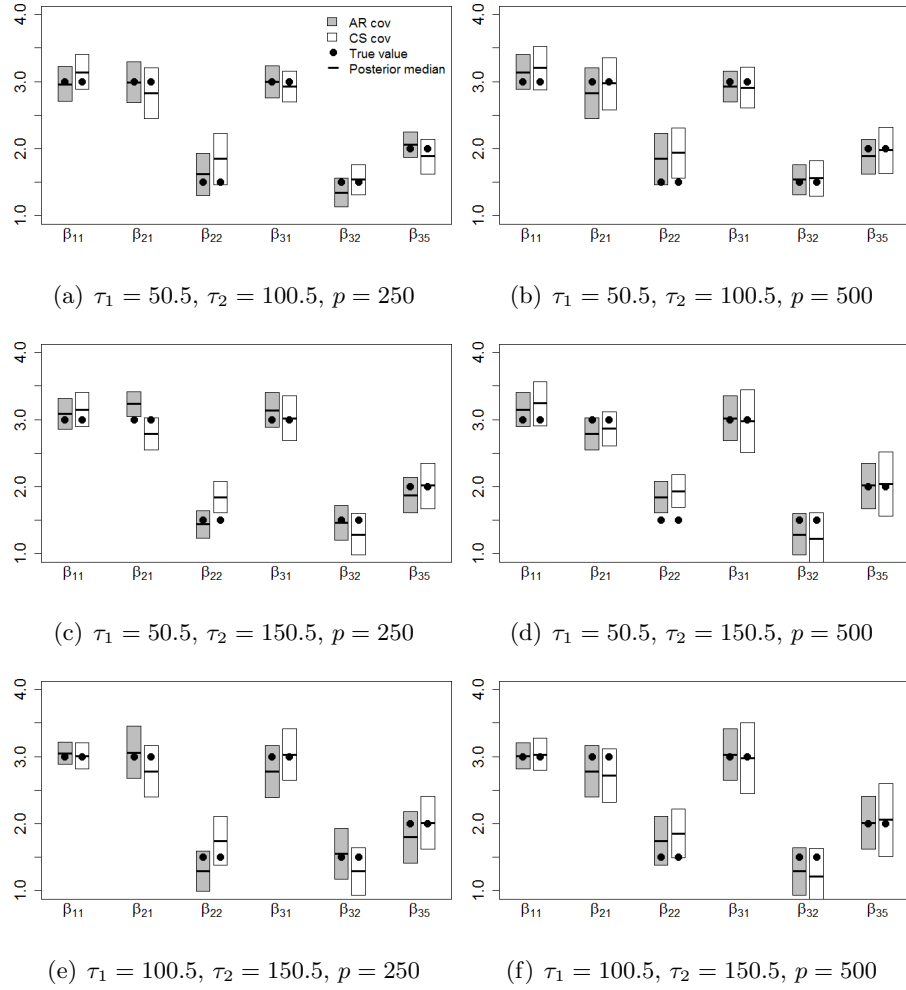 4.0
3.0
2.0
1.0
AR cov
CS cov
True value
Posterior median
β11 β21 β22 β31 β32 β35
(a) τ1 = 50.5, τ2 = 100.5, p = 250
4.0
3.0
2.0
1.0
β11 β21 β22 β31 β32 β35
(b) τ1 = 50.5, τ2 = 100.5, p = 500
4.0
3.0
2.0
1.0
β11 β21 β22 β31 β32 β35
(c) τ1 = 50.5, τ2 = 150.5, p = 250
4.0
3.0
2.0
1.0
β11 β21 β22 β31 β32 β35
(d) τ1 = 50.5, τ2 = 150.5, p = 500
4.0
3.0
2.0
1.0
β11 β21 β22 β31 β32 β35
(e) τ1 = 100.5, τ2 = 150.5, p = 250
4.0
3.0
2.0
1.0
β11 β21 β22 β31 β32 β35
(f) τ1 = 100.5, τ2 = 150.5, p = 500